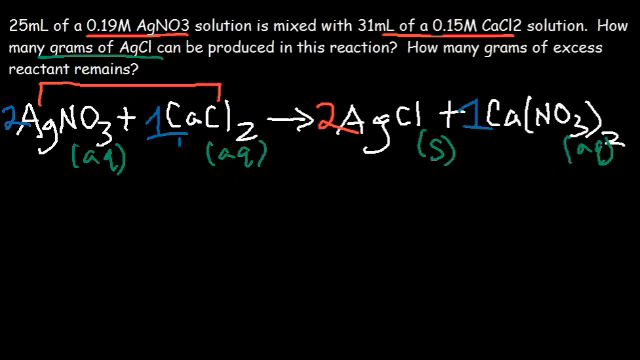 25mL of a 0.19M AgNO3 solution is mixed with 31mL of a 0.15M CaCl2 solution. How
many grams of AgCl can be produced in this reaction? How many grams of excess
reactant remains?
2AgNO₃ + 1CaCl₂ → 2AgCl + 1Ca(NO₃)₂
(aq) (aq) (s) (aq)